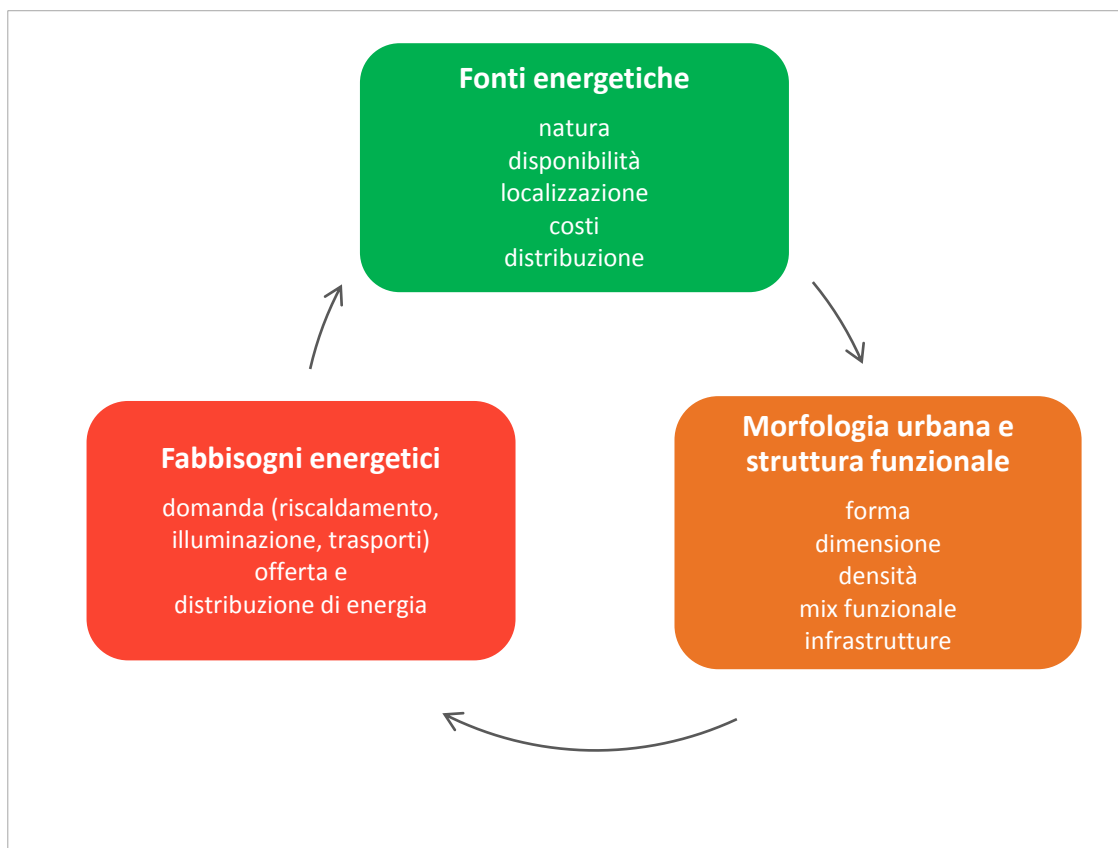 Fonti energetiche
natura
disponibilità
localizzazione
costi
distribuzione
Fabbisogni energetici
domanda (riscaldamento,
illuminazione, trasporti)
offerta e
distribuzione di energia
Morfologia urbana e
struttura funzionale
forma
dimensione
densità
mix funzionale
infrastrutture